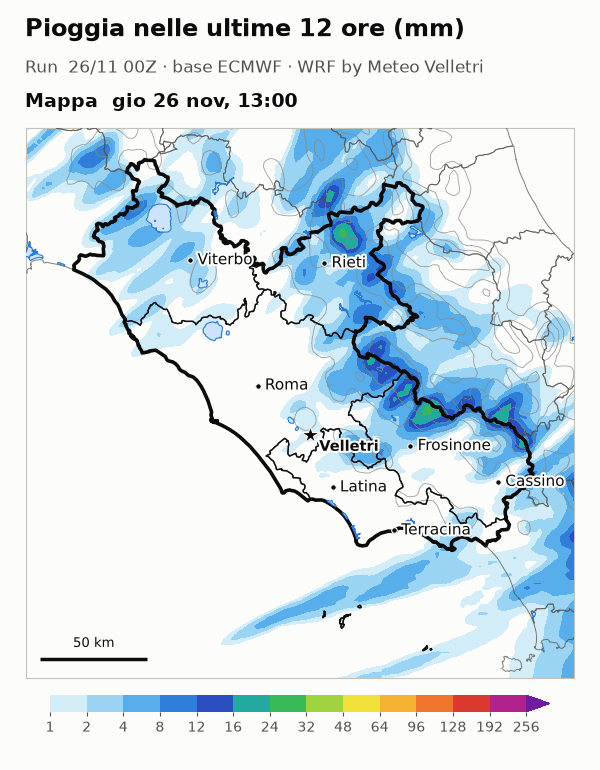 Pioggia nelle ultime 12 ore (mm)
Run  26/11 00Z · base ECMWF · WRF by Meteo Velletri
Mappa  gio 26 nov, 13:00
Viterbo
Rieti
Roma
Velletri
Frosinone
Cassino
Latina
Terracina
50 km
1 2 4 8 12 16 24 32 48 64 96 128 192 256